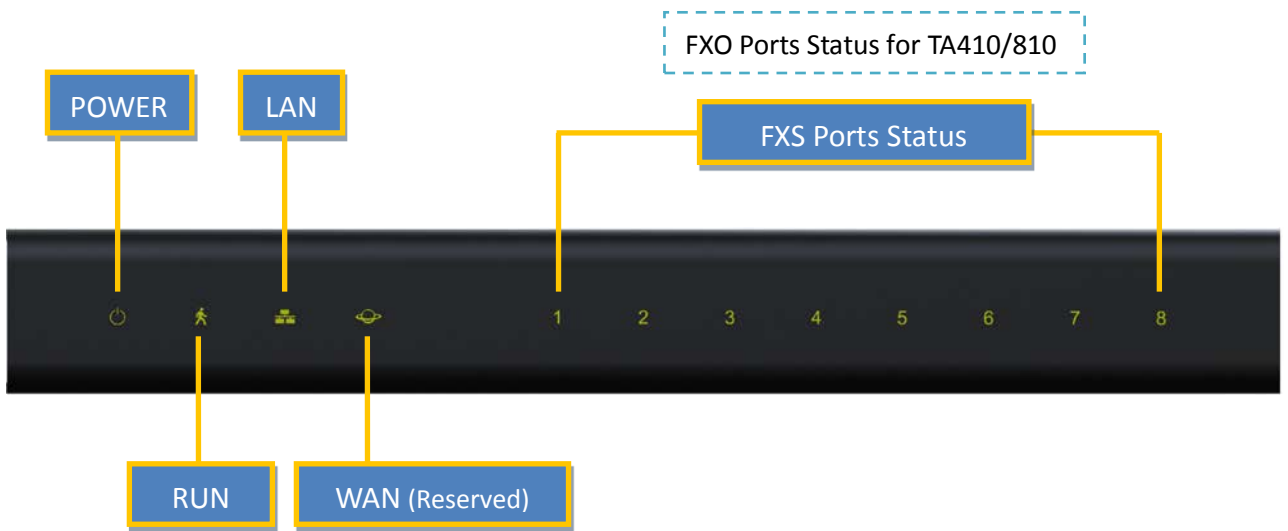 FXO Ports Status for TA410/810
POWER
LAN
FXS Ports Status
1 2 3 4 5 6 7 8
RUN
WAN (Reserved)